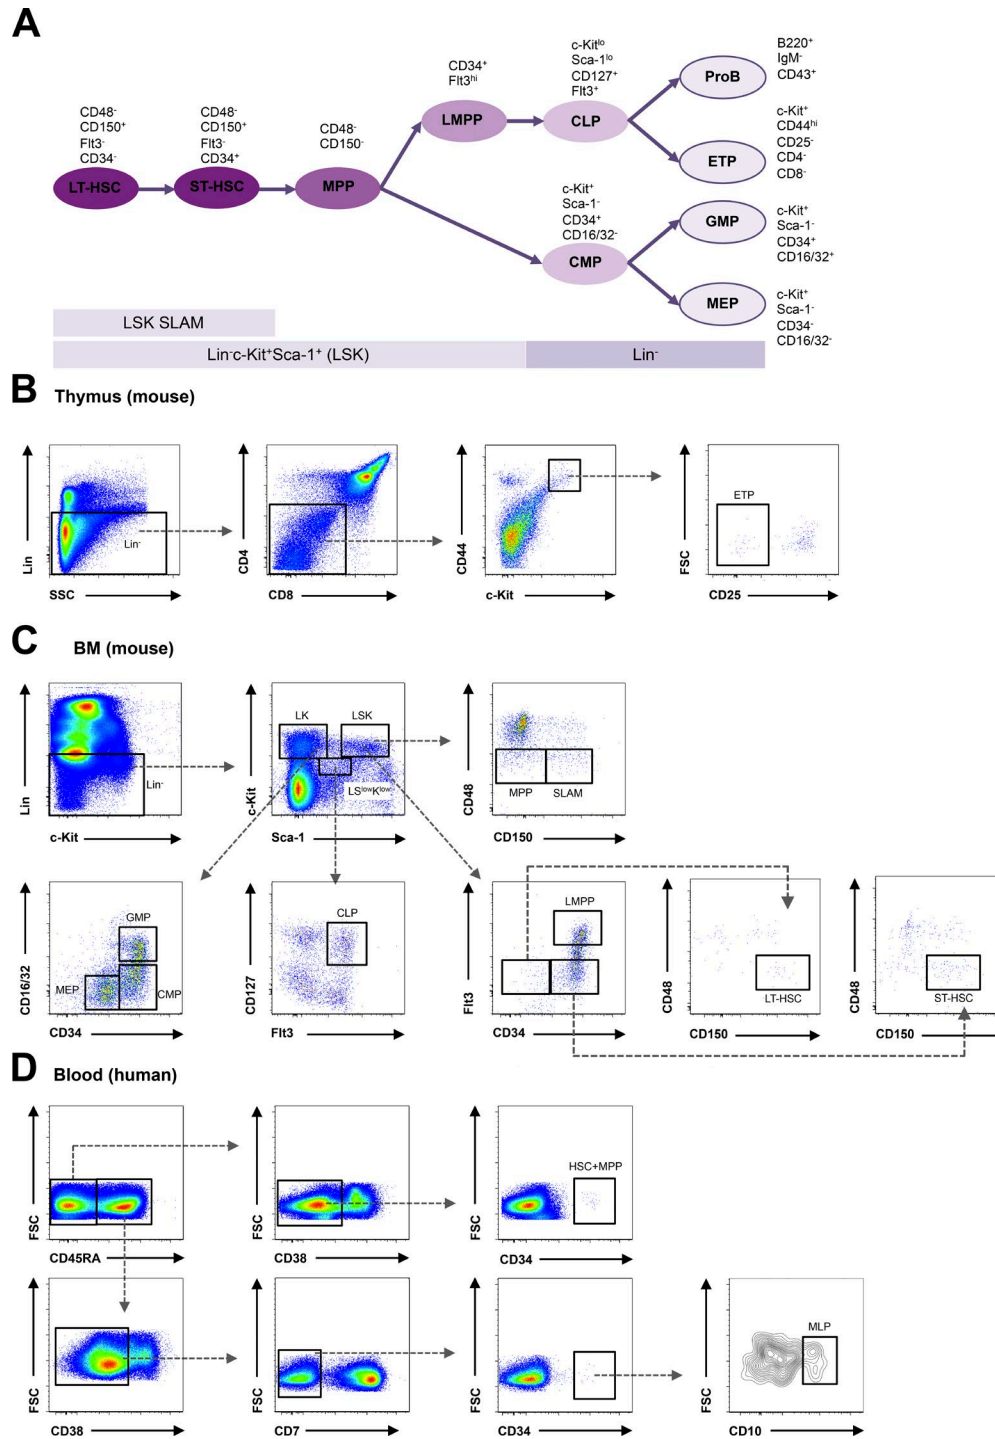 A
CD48⁻
CD150⁺
Flt3⁻
CD34⁻
LT-HSC
CD48⁻
CD150⁺
Flt3⁻
CD34⁺
ST-HSC
CD48⁻
CD150⁻
MPP
CD34⁺
Flt3ʰⁱ
LMPP
c-Kitˡᵒ
Sca-1ˡᵒ
CD127⁺
Flt3⁺
CLP
B220⁺
IgM⁻
CD43⁺
ProB
c-Kit⁺
CD44ʰⁱ
CD25⁻
CD4⁻
CD8⁻
ETP
c-Kit⁺
Sca-1⁻
CD34⁺
CD16/32⁻
CMP
c-Kit⁺
Sca-1⁻
CD34⁺
CD16/32⁺
GMP
c-Kit⁺
Sca-1⁻
CD34⁻
CD16/32⁻
MEP
LSK SLAM
Lin⁻c-Kit⁺Sca-1⁺ (LSK)
Lin⁻
B Thymus (mouse)
Lin
Lin⁻
SSC
CD4
CD8
CD44
c-Kit
FSC
ETP
CD25
C BM (mouse)
Lin
Lin⁻
c-Kit
c-Kit
LK
LSK
LSˡᵒʷKˡᵒʷ
Sca-1
CD48
MPP
SLAM
CD150
CD16/32
GMP
MEP
CMP
CD34
CD127
CLP
Flt3
Flt3
LMPP
CD34
CD48
LT-HSC
CD150
CD48
ST-HSC
CD150
D Blood (human)
FSC
CD45RA
FSC
CD38
FSC
HSC+MPP
CD34
FSC
CD38
FSC
CD7
FSC
CD34
FSC
MLP
CD10